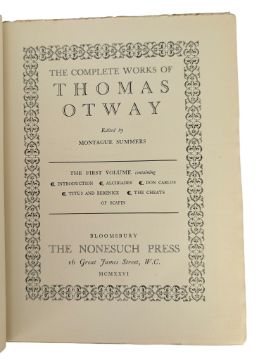 THE COMPLETE WORKS OF
THOMAS
OTWAY
Edited by
MONTAGUE SUMMERS
THE FIRST VOLUME containing
INTRODUCTION ALCIBIADES DON CARLOS
TITUS AND BERENICE THE CHEATS
OF SCAPIN
BLOOMSBURY
THE NONESUCH PRESS
16 Great James Street, W.C.
MCMXXVI